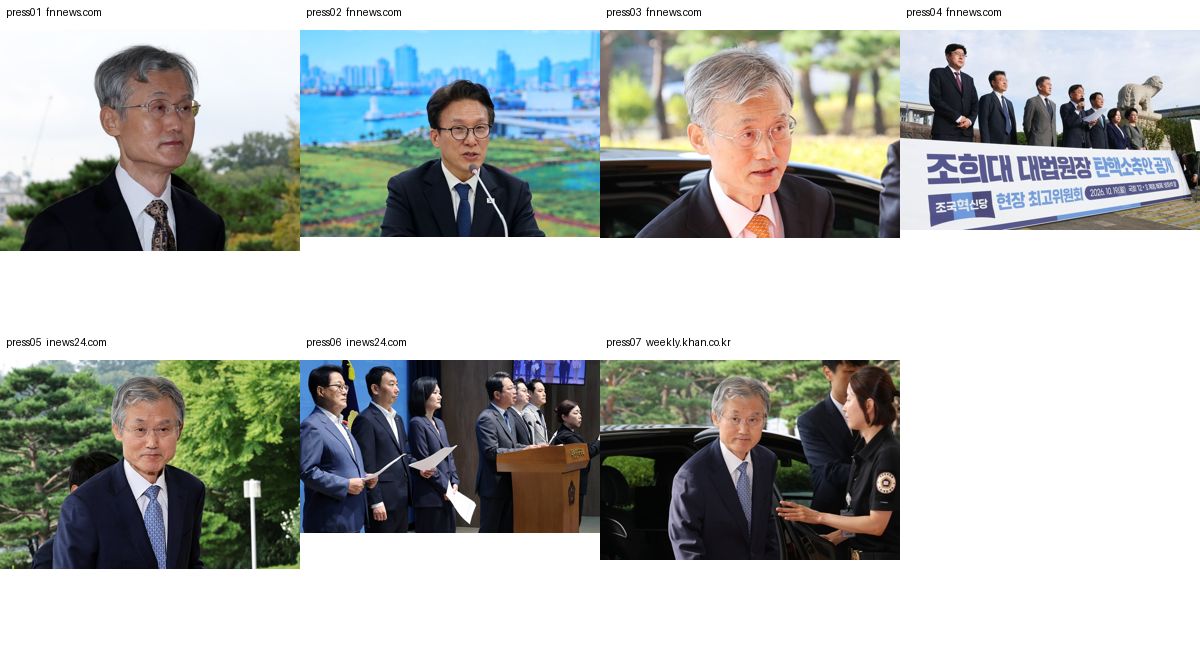 press01 fnnews.com
press02 fnnews.com
press03 fnnews.com
press04 fnnews.com
조희대 대법원장 탄핵소추안 공개
조국혁신당 현장 최고위원회
press05 inews24.com
press06 inews24.com
press07 weekly.khan.co.kr